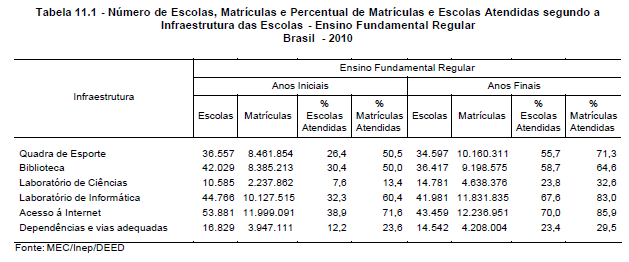 Tabela 11.1 - Número de Escolas, Matrículas e Percentual de Matrículas e Escolas Atendidas segundo a
Infraestrutura das Escolas - Ensino Fundamental Regular
Brasil - 2010
Infraestrutura
Ensino Fundamental Regular
Anos Iniciais Anos Finais
Escolas Matrículas % Escolas Atendidas % Matrículas Atendidas Escolas Matrículas % Escolas Atendidas % Matrículas Atendidas
Quadra de Esporte 36.557 8.461.854 26,4 50,5 34.597 10.160.311 55,7 71,3
Biblioteca 42.029 8.385.213 30,4 50,0 36.417 9.198.575 58,7 64,6
Laboratório de Ciências 10.585 2.237.862 7,6 13,4 14.781 4.638.376 23,8 32,6
Laboratório de Informática 44.766 10.127.515 32,3 60,4 41.981 11.831.835 67,6 83,0
Acesso á Internet 53.881 11.999.091 38,9 71,6 43.459 12.236.951 70,0 85,9
Dependências e vias adequadas 16.829 3.947.111 12,2 23,6 14.542 4.208.004 23,4 29,5
Fonte: MEC/Inep/DEED